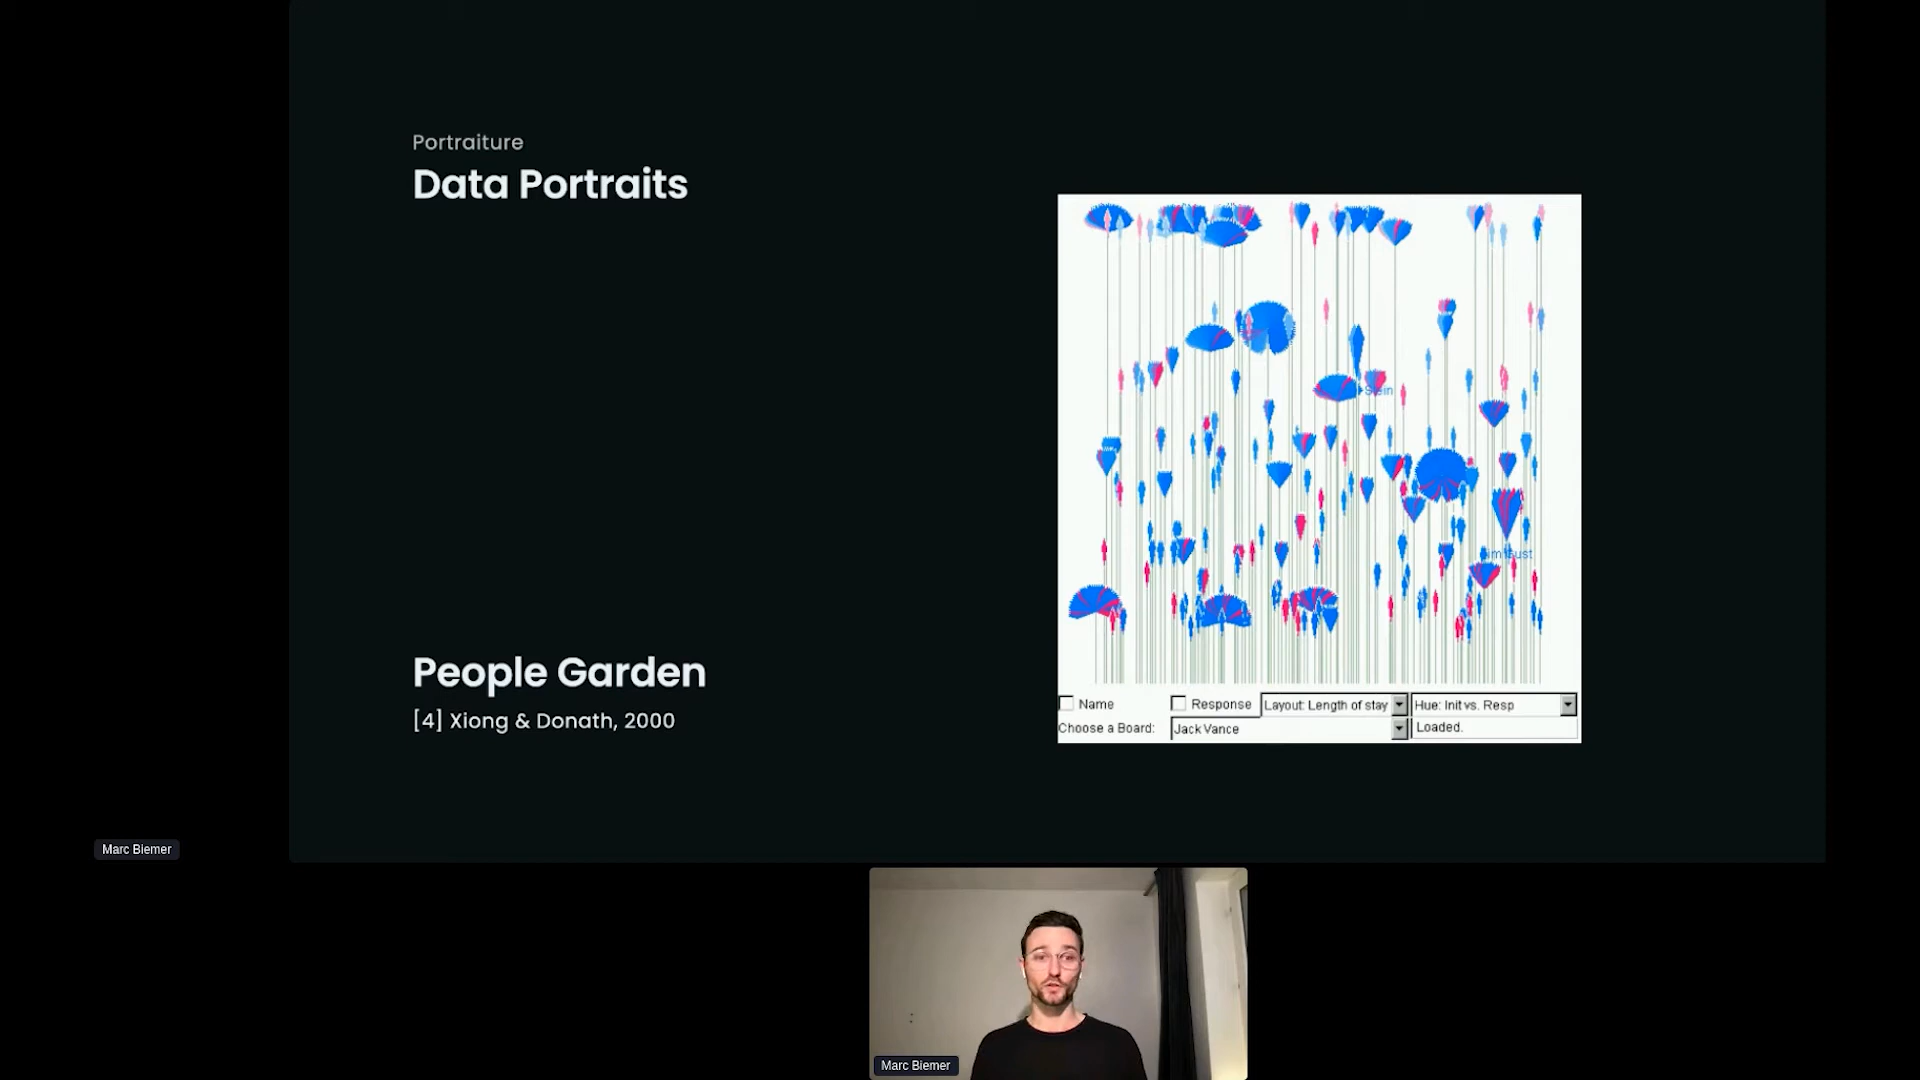 Portraiture
Data Portraits
People Garden
[4] Xiong & Donath, 2000
Name
Response
Layout: Length of stay
Hue: Init vs. Resp
Choose a Board:
Jack Vance
Loaded.
Marc Biemer
Marc Biemer